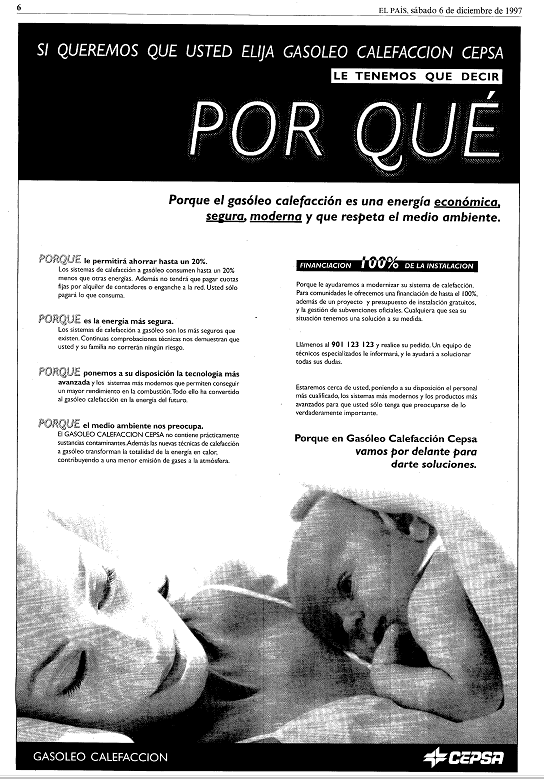 6
EL PAÍS, sábado 6 de diciembre de 1997
SI QUEREMOS QUE USTED ELIJA GASOLEO CALEFACCION CEPSA
LE TENEMOS QUE DECIR
POR QUÉ
Porque el gasóleo calefacción es una energía económica,
segura, moderna y que respeta el medio ambiente.
PORQUE le permitirá ahorrar hasta un 20%.
Los sistemas de calefacción a gasóleo consumen hasta un 20%
menos que otras energías. Además no tendrá que pagar cuotas
fijas por alquiler de contadores o enganche a la red. Usted sólo
pagará lo que consuma.
PORQUE es la energía más segura.
Los sistemas de calefacción a gasóleo son los más seguros que
existen. Continuas comprobaciones técnicas nos demuestran que
usted y su familia no correrán ningún riesgo.
PORQUE ponemos a su disposición la tecnología más
avanzada y los sistemas más modernos que permiten conseguir
un mayor rendimiento en la combustión. Todo ello ha convertido
al gasóleo calefacción en la energía del futuro.
PORQUE el medio ambiente nos preocupa.
El GASOLEO CALEFACCION CEPSA no contiene prácticamente
sustancias contaminantes. Además las nuevas técnicas de calefacción
a gasóleo transforman la totalidad de la energía en calor,
contribuyendo a una menor emisión de gases a la atmósfera.
FINANCIACION 100% DE LA INSTALACION
Porque le ayudaremos a modernizar su sistema de calefacción.
Para comunidades le ofrecemos una financiación de hasta el 100%,
además de un proyecto y presupuesto de instalación gratuitos,
y la gestión de subvenciones oficiales. Cualquiera que sea su
situación tenemos una solución a su medida.
Llámenos al 901 123 123 y realice su pedido. Un equipo de
técnicos especializados le informará, y le ayudará a solucionar
todas sus dudas.
Estaremos cerca de usted, poniendo a su disposición el personal
más cualificado, los sistemas más modernos y los productos más
avanzados para que usted sólo tenga que preocuparse de lo
verdaderamente importante.
Porque en Gasóleo Calefacción Cepsa
vamos por delante para
darte soluciones.
GASOLEO CALEFACCION
CEPSA